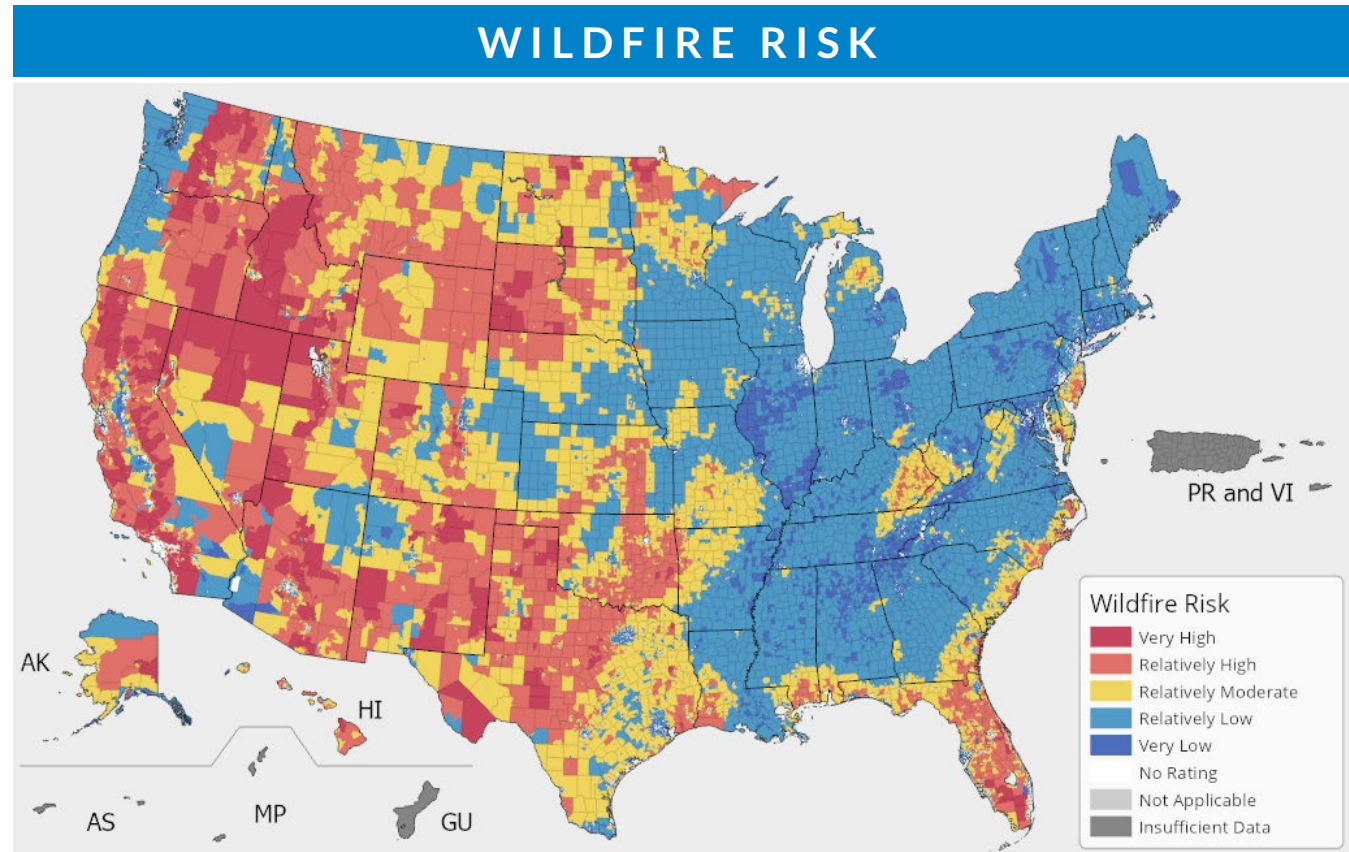 WILDFIRE RISK
PR and VI
AK
HI
AS
MP
GU
Wildfire Risk
Very High
Relatively High
Relatively Moderate
Relatively Low
Very Low
No Rating
Not Applicable
Insufficient Data